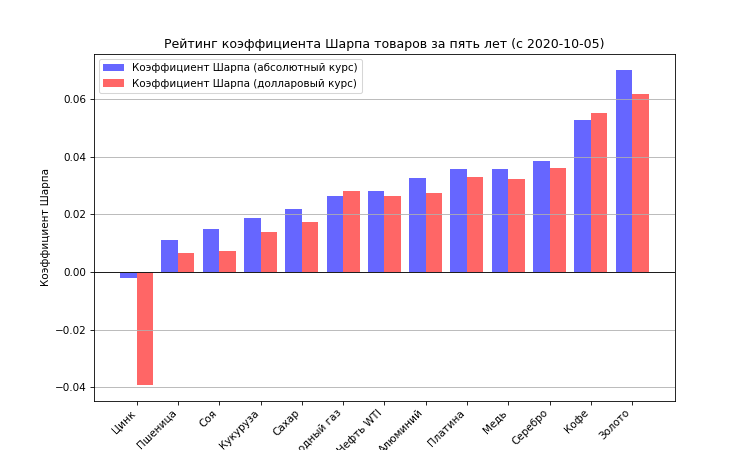 Рейтинг коэффициента Шарпа товаров за пять лет (с 2020-10-05)
Коэффициент Шарпа (абсолютный курс)
Коэффициент Шарпа (долларовый курс)
Коэффициент Шарпа
0.06
0.04
0.02
0.00
−0.02
−0.04
Цинк
Пшеница
Соя
Кукуруза
Сахар
одный газ
Нефть WTI
Алюминий
Платина
Медь
Серебро
Кофе
Золото